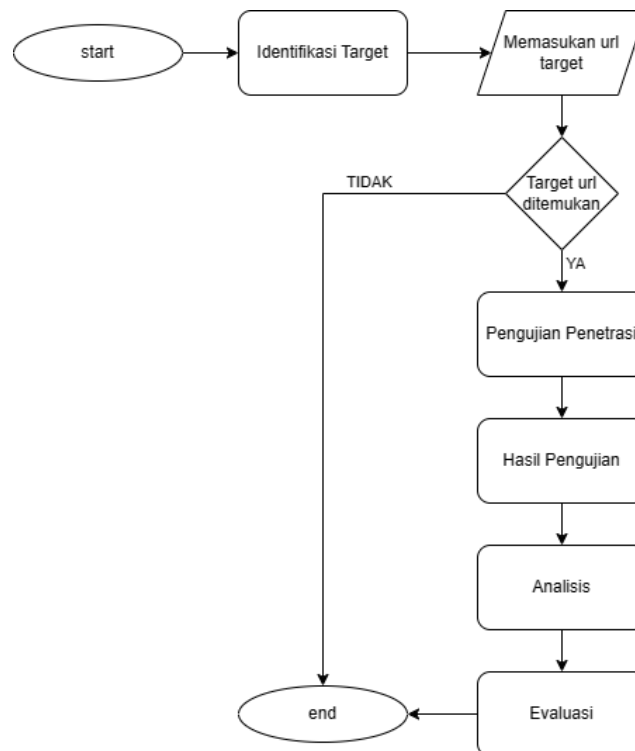 start
Identifikasi Target
Memasukan url
target
Target url
ditemukan
TIDAK
YA
Pengujian Penetrasi
Hasil Pengujian
Analisis
Evaluasi
end